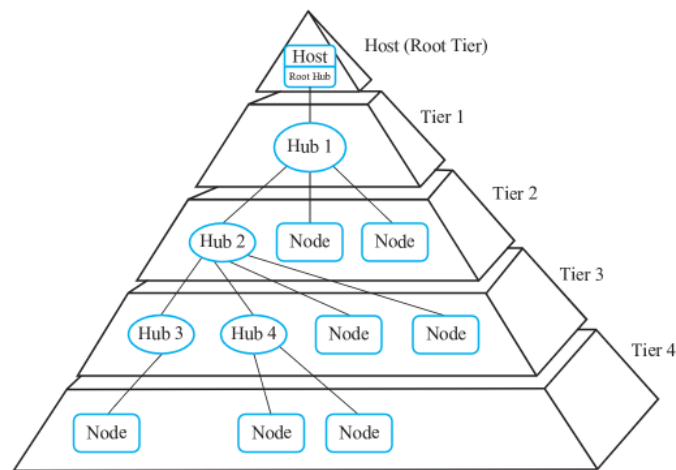 Host (Root Tier)
Host
Root Hub
Tier 1
Hub 1
Tier 2
Hub 2
Node
Node
Tier 3
Hub 3
Hub 4
Node
Node
Tier 4
Node
Node
Node